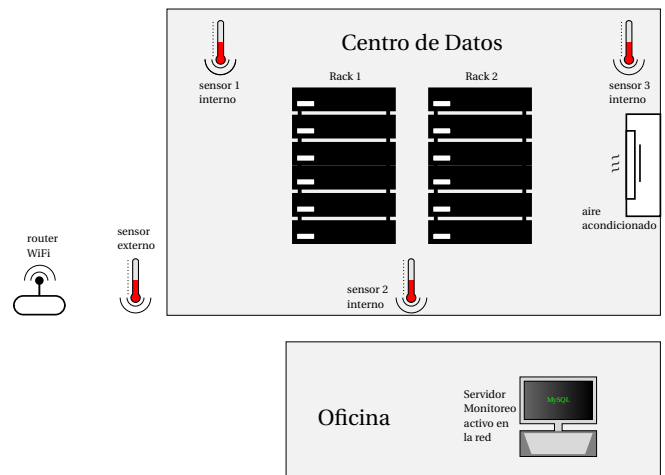 Centro de Datos
sensor 1
interno
Rack 1
Rack 2
sensor 3
interno
aire
acondicionado
sensor
externo
router
WiFi
sensor 2
interno
Oficina
Servidor
Monitoreo
activo en
la red
MySQL